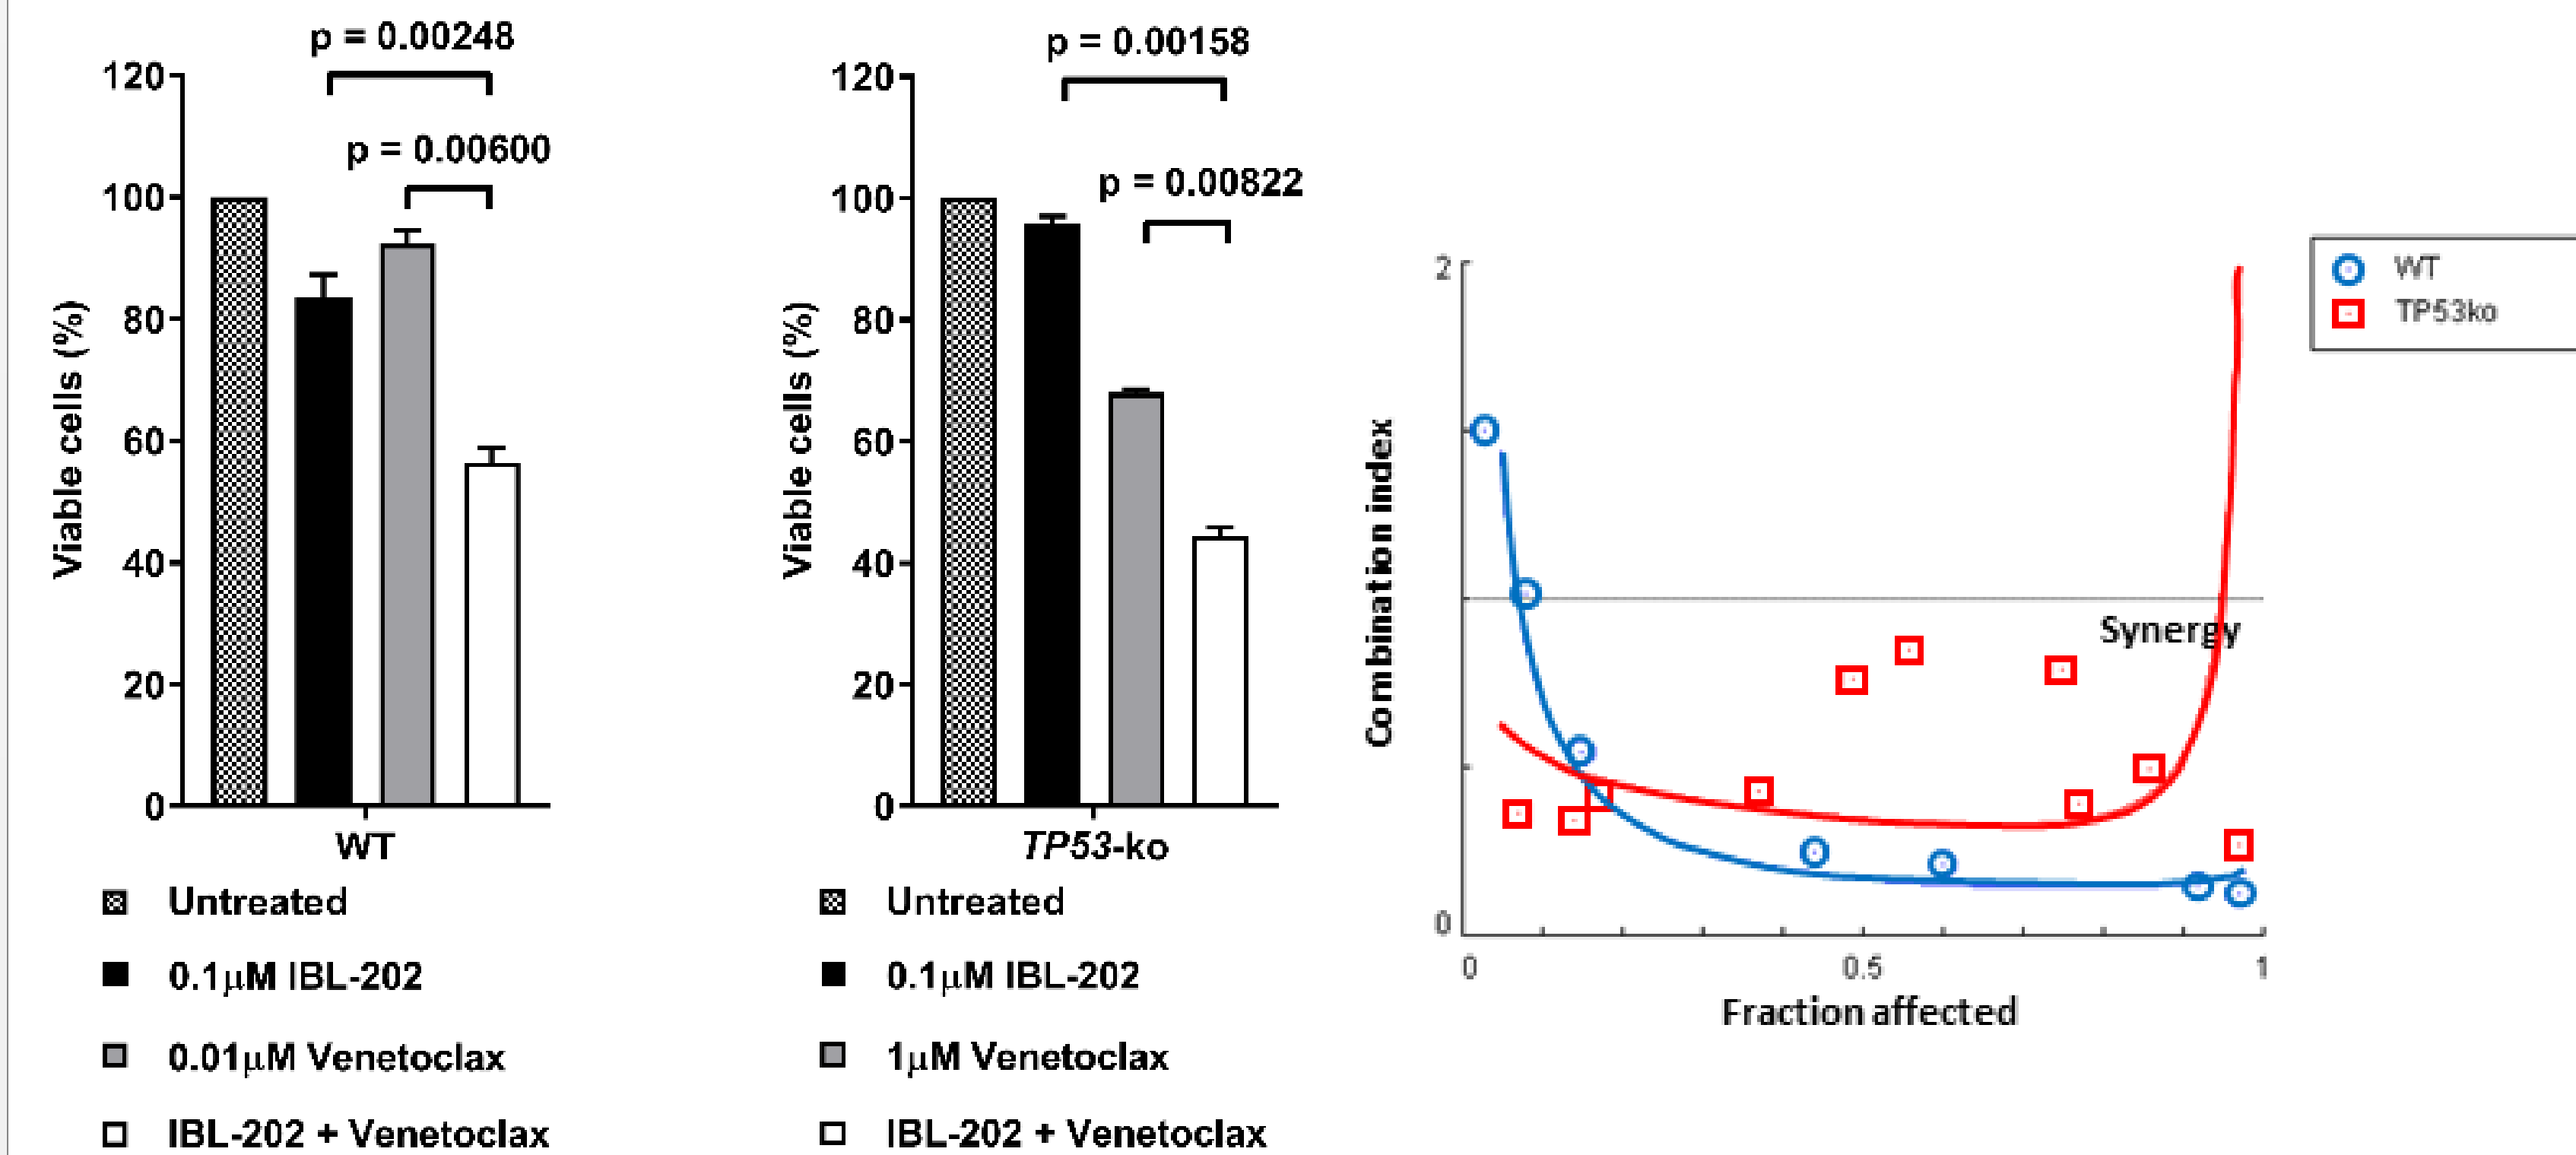 p = 0.00248
p = 0.00600
120
100
80
60
40
20
0
Viable cells (%)
WT
Untreated
0.1μM IBL-202
0.01μM Venetoclax
IBL-202 + Venetoclax
p = 0.00158
p = 0.00822
120
100
80
60
40
20
0
Viable cells (%)
TP53-ko
Untreated
0.1μM IBL-202
1μM Venetoclax
IBL-202 + Venetoclax
WT
TP53ko
2
0
Combination index
Synergy
0
0.5
1
Fraction affected